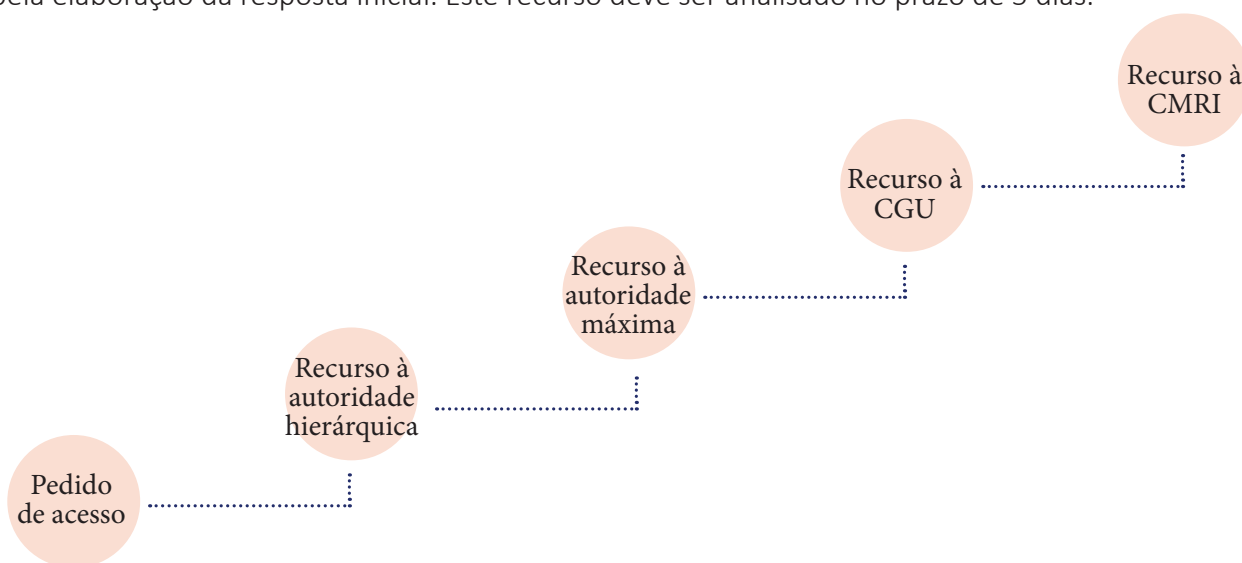 pela elaboração da resposta inicial. Este recurso deve ser analisado no prazo de 5 dias.
Recurso à
CMRI
Recurso à
CGU
Recurso à
autoridade
máxima
Recurso à
autoridade
hierárquica
Pedido
de acesso